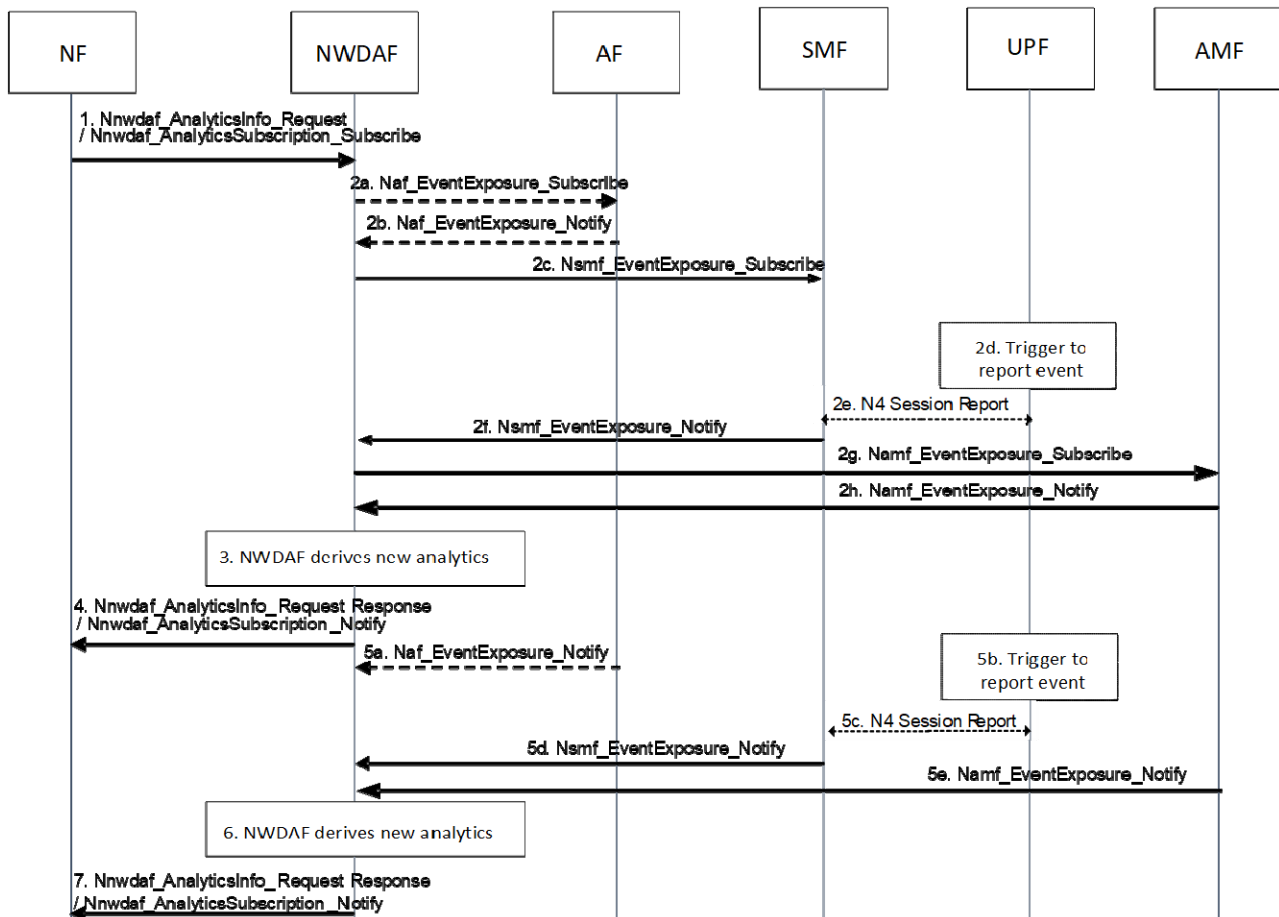 NF
NWDAF
AF
SMF
UPF
AMF
1. Nnwdaf_AnalyticsInfo_Request
/ Nnwdaf_AnalyticsSubscription_Subscribe
2a. Naf_EventExposure_Subscribe
2b. Naf_EventExposure_Notify
2c. Nsmf_EventExposure_Subscribe
2d. Trigger to
report event
2e. N4 Session Report
2f. Nsmf_EventExposure_Notify
2g. Namf_EventExposure_Subscribe
2h. Namf_EventExposure_Notify
3. NWDAF derives new analytics
4. Nnwdaf_AnalyticsInfo_Request Response
/ Nnwdaf_AnalyticsSubscription_Notify
5a. Naf_EventExposure_Notify
5b. Trigger to
report event
5c. N4 Session Report
5d. Nsmf_EventExposure_Notify
5e. Namf_EventExposure_Notify
6. NWDAF derives new analytics
7. Nnwdaf_AnalyticsInfo_Request Response
/ Nnwdaf_AnalyticsSubscription_Notify